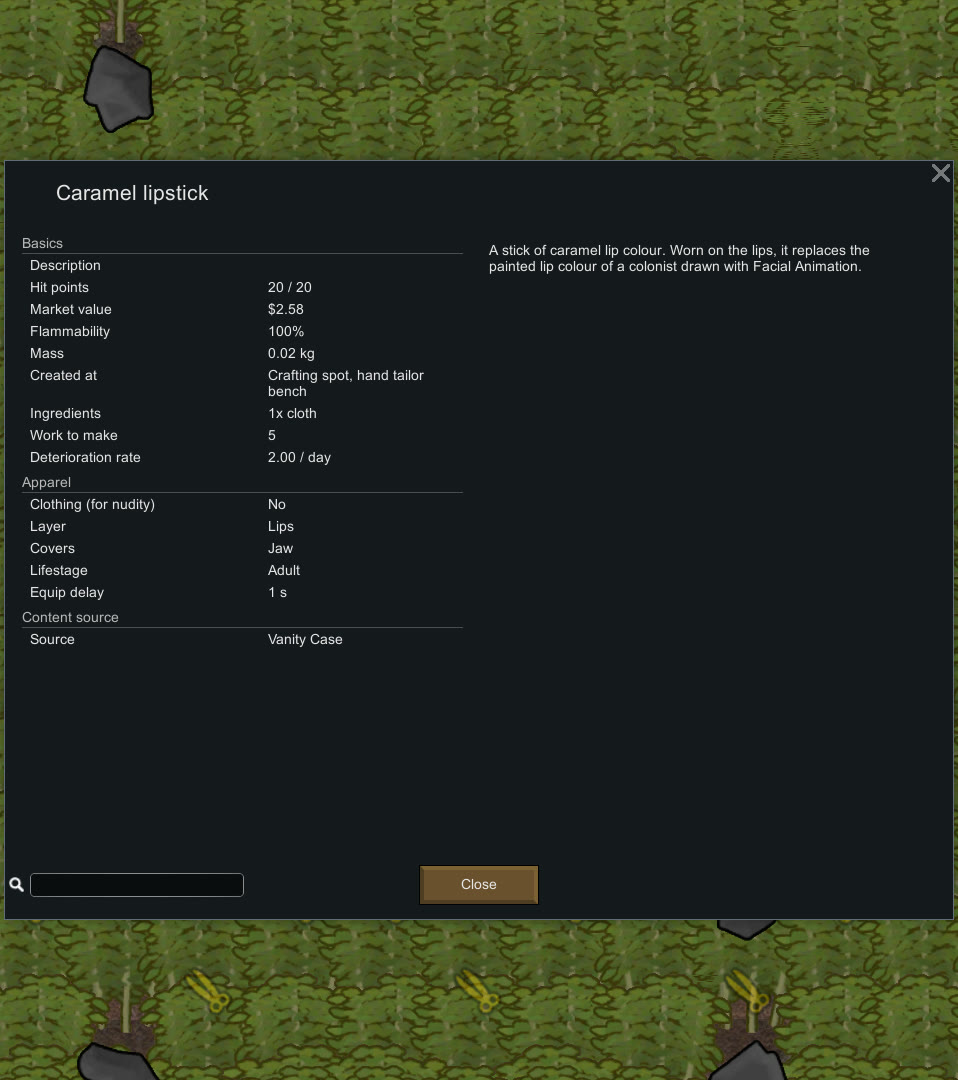 Caramel lipstick
Basics
Description
Hit points 20 / 20
Market value $2.58
Flammability 100%
Mass 0.02 kg
Created at Crafting spot, hand tailor
bench
Ingredients 1x cloth
Work to make 5
Deterioration rate 2.00 / day
Apparel
Clothing (for nudity) No
Layer Lips
Covers Jaw
Lifestage Adult
Equip delay 1 s
Content source
Source Vanity Case
A stick of caramel lip colour. Worn on the lips, it replaces the
painted lip colour of a colonist drawn with Facial Animation.
Close